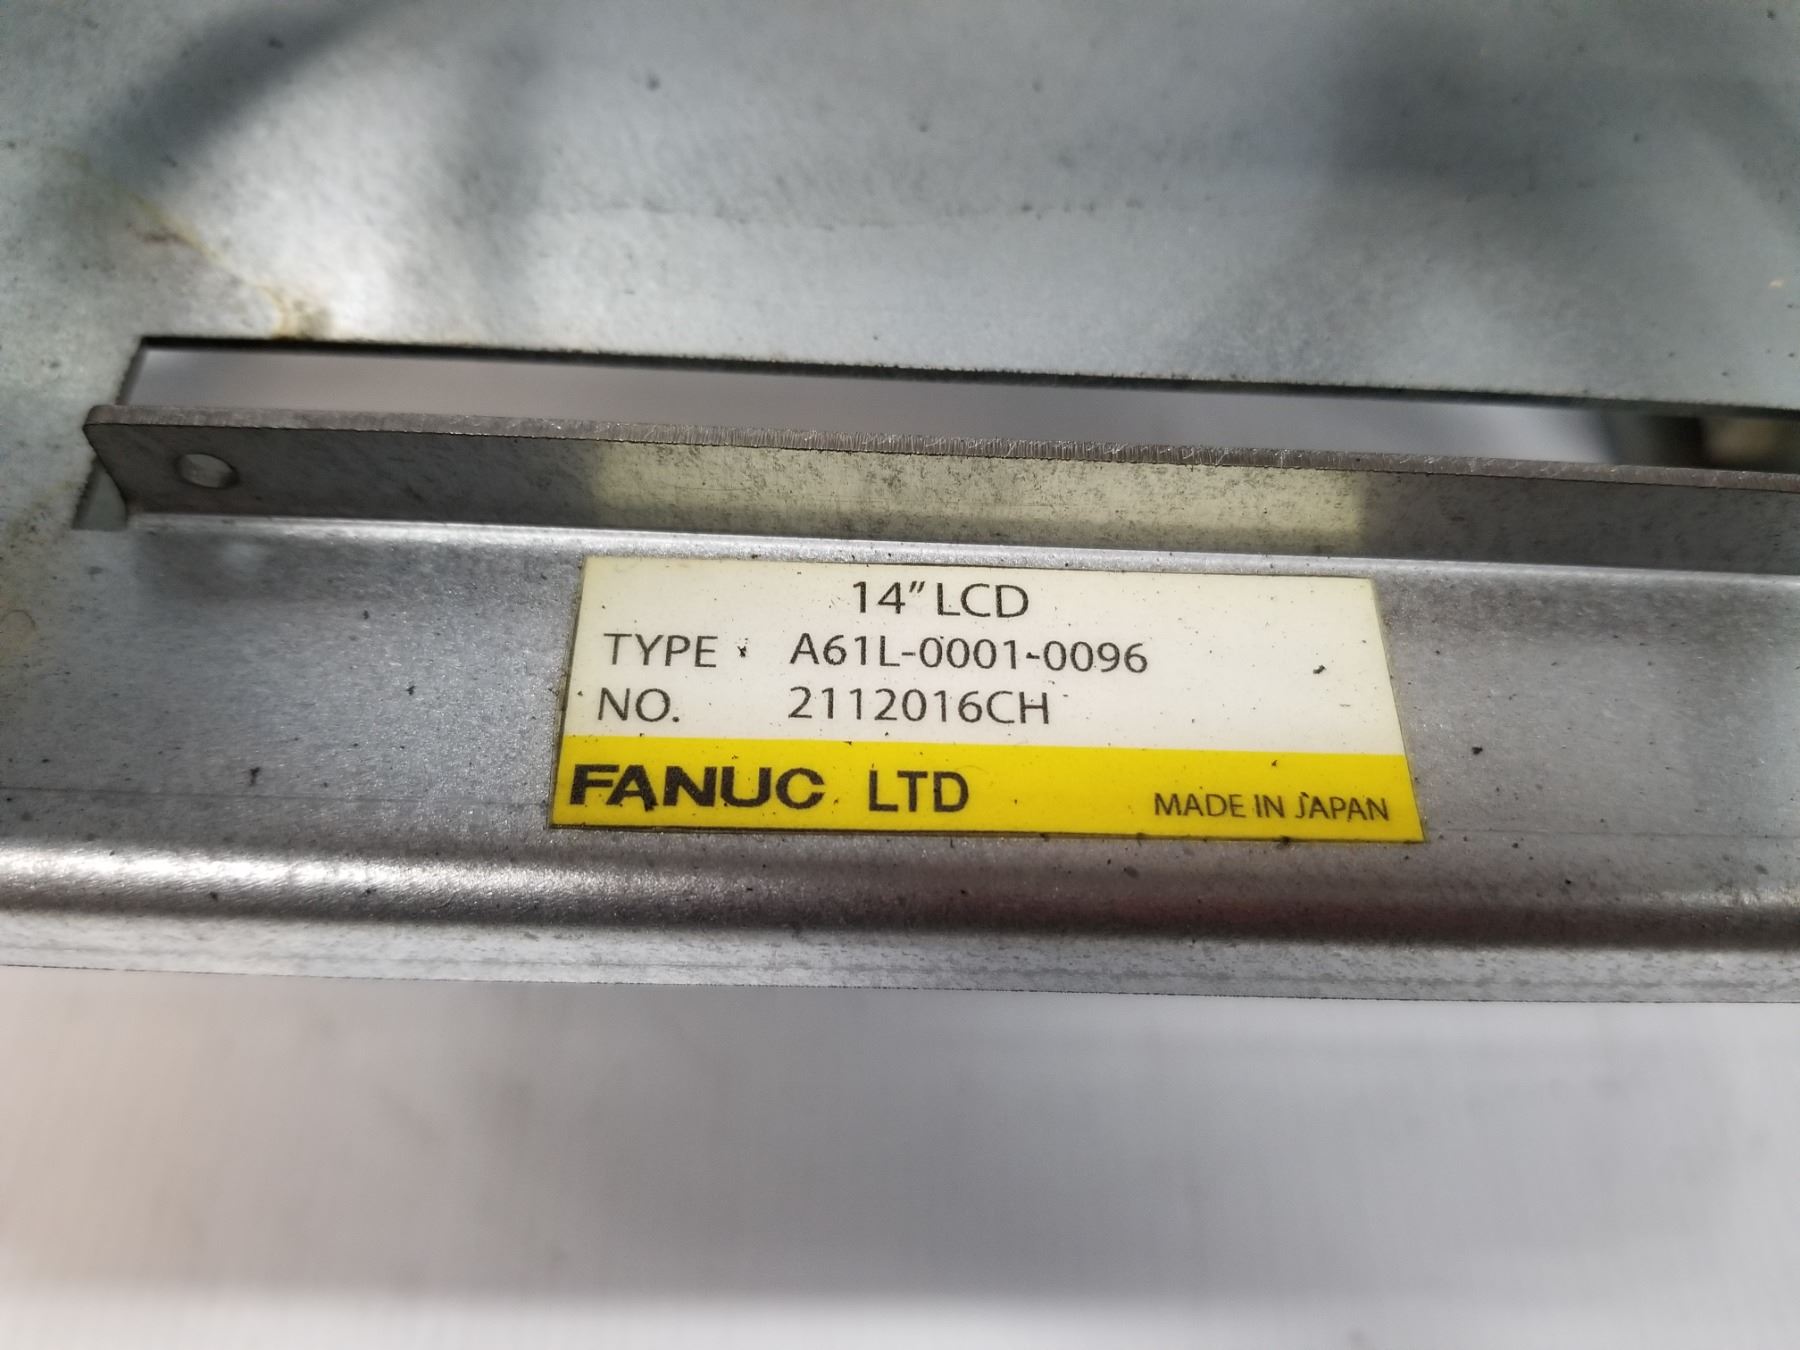 14" LCD
TYPE A61L-0001-0096
NO. 2112016CH
FANUC LTD MADE IN JAPAN